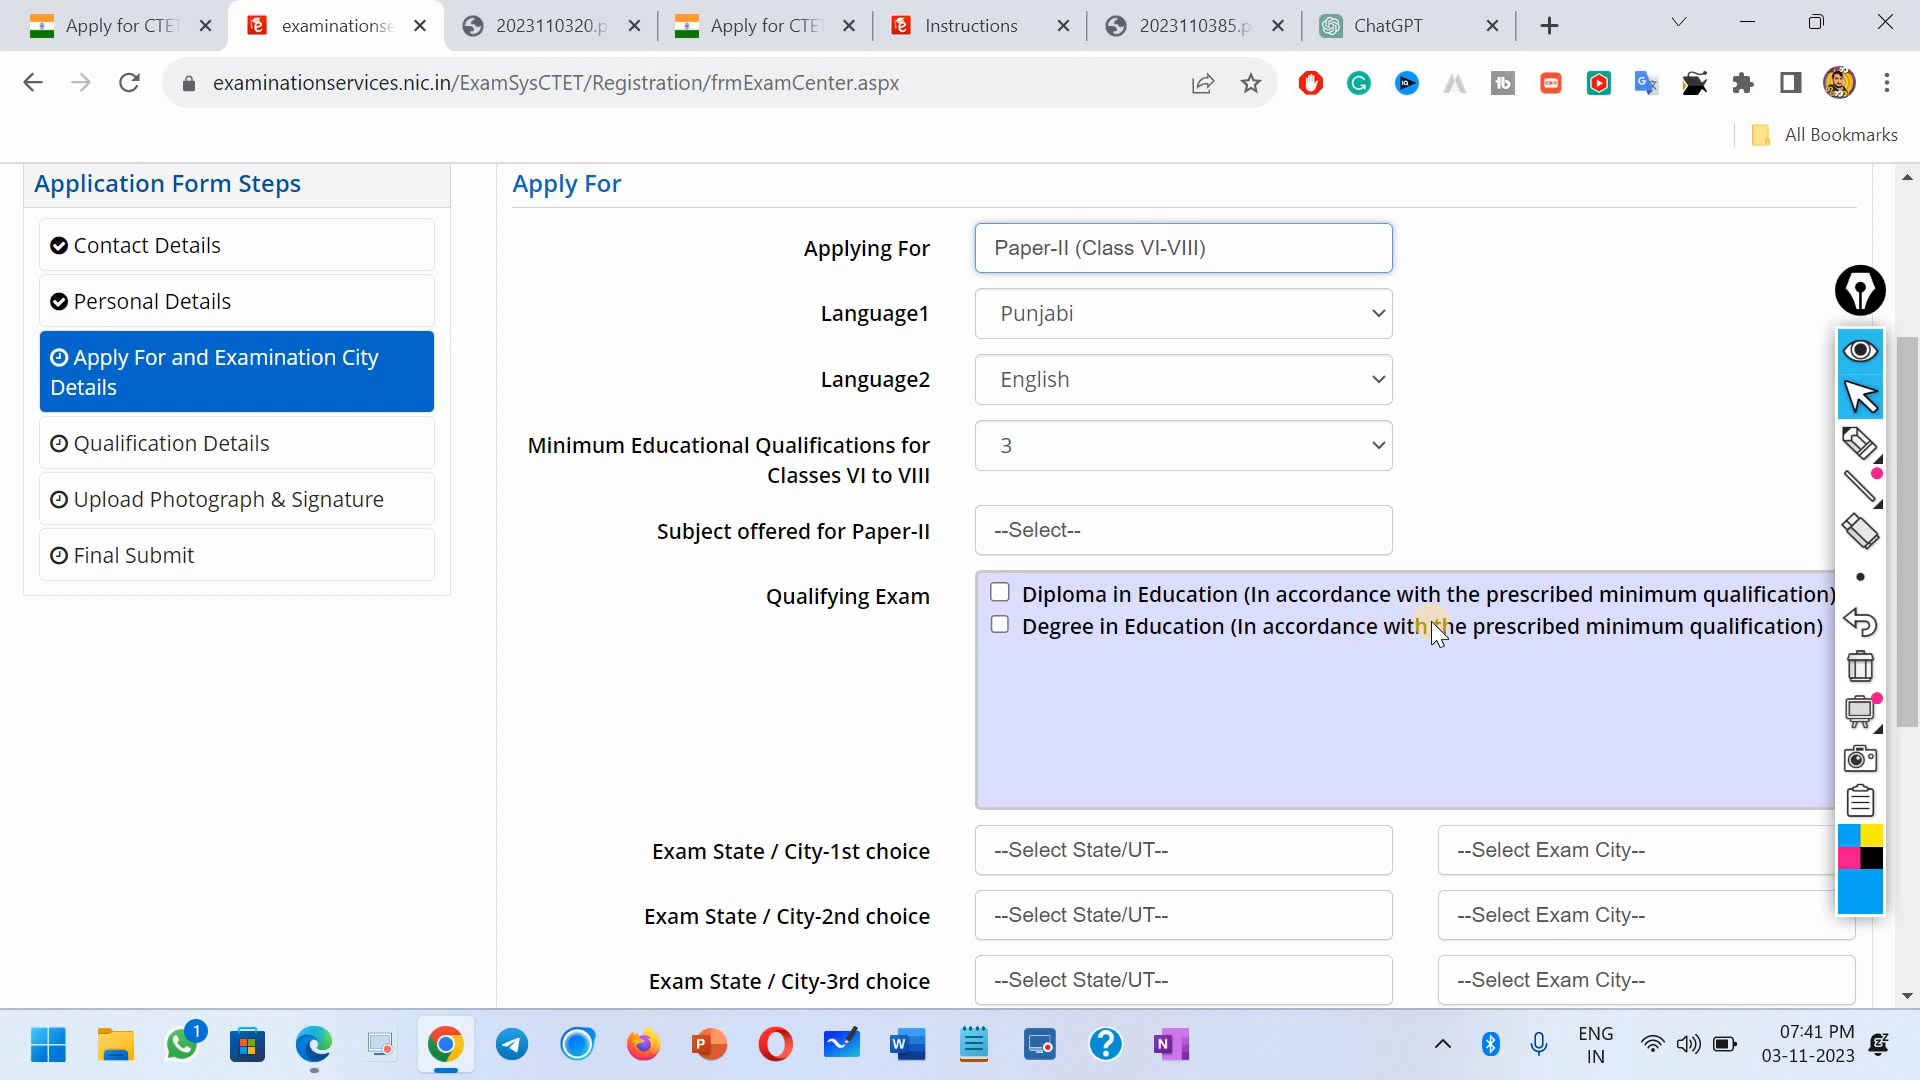 Apply for CTE
examinationse
2023110320.p
Apply for CTE
Instructions
2023110385.p
ChatGPT
examinationservices.nic.in/ExamSysCTET/Registration/frmExamCenter.aspx
All Bookmarks
Application Form Steps
Contact Details
Personal Details
Apply For and Examination City
Details
Qualification Details
Upload Photograph & Signature
Final Submit
Apply For
Applying For
Paper-II (Class VI-VIII)
Language1
Punjabi
Language2
English
Minimum Educational Qualifications for
Classes VI to VIII
3
Subject offered for Paper-II
--Select--
Qualifying Exam
Diploma in Education (In accordance with the prescribed minimum qualification)
Degree in Education (In accordance with the prescribed minimum qualification)
Exam State / City-1st choice
--Select State/UT--
--Select Exam City--
Exam State / City-2nd choice
--Select State/UT--
--Select Exam City--
Exam State / City-3rd choice
--Select State/UT--
--Select Exam City--
1
ENG
IN
07:41 PM
03-11-2023